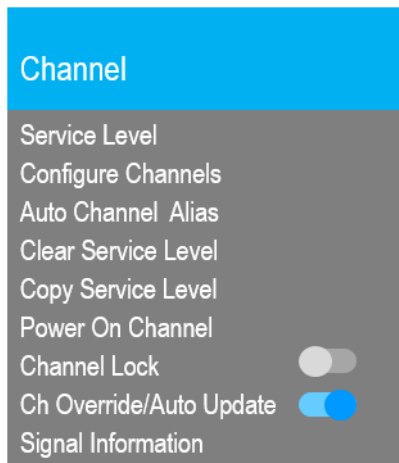 Channel
Service Level
Configure Channels
Auto Channel Alias
Clear Service Level
Copy Service Level
Power On Channel
Channel Lock
Ch Override/Auto Update
Signal Information